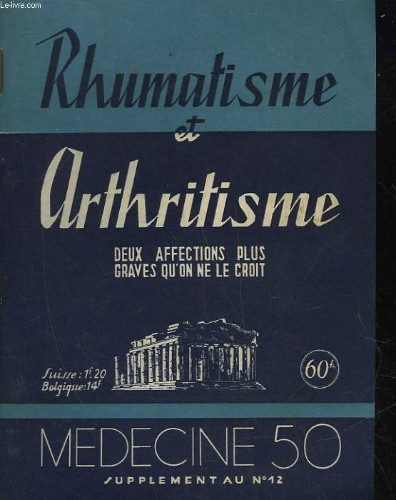 Le-livre.com
Rhumatisme
et
Arthritisme
DEUX AFFECTIONS PLUS
GRAVES QU'ON NE LE CROIT
Suisse: 1f.20
Belgique: 14f
60f.
MEDECINE 50
SUPPLEMENT AU N°12